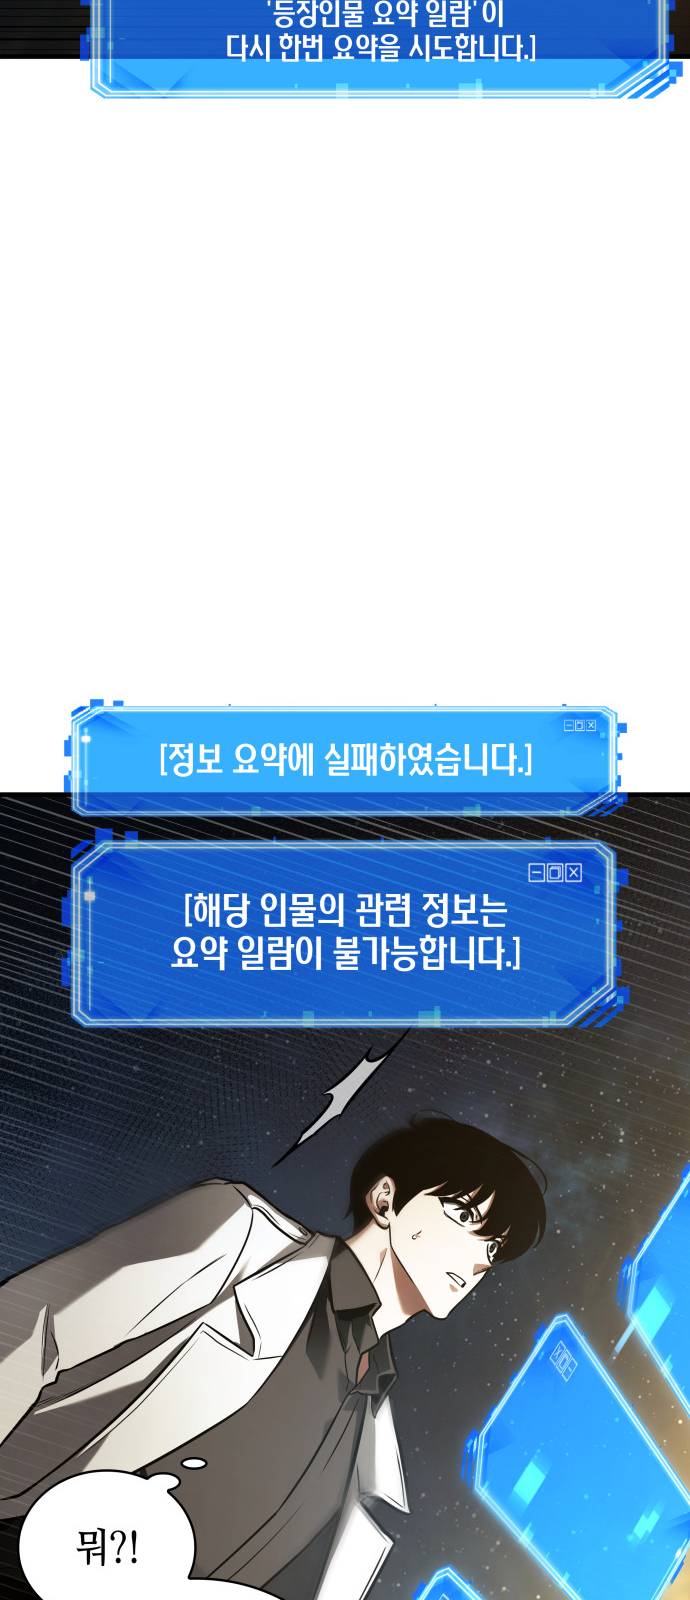 '등장인물 요약 일람' 이
다시 한번 요약을 시도합니다.]
[정보 요약에 실패하였습니다.]
[해당 인물의 관련 정보는
요약 일람이 불가능합니다.]
뭐?!